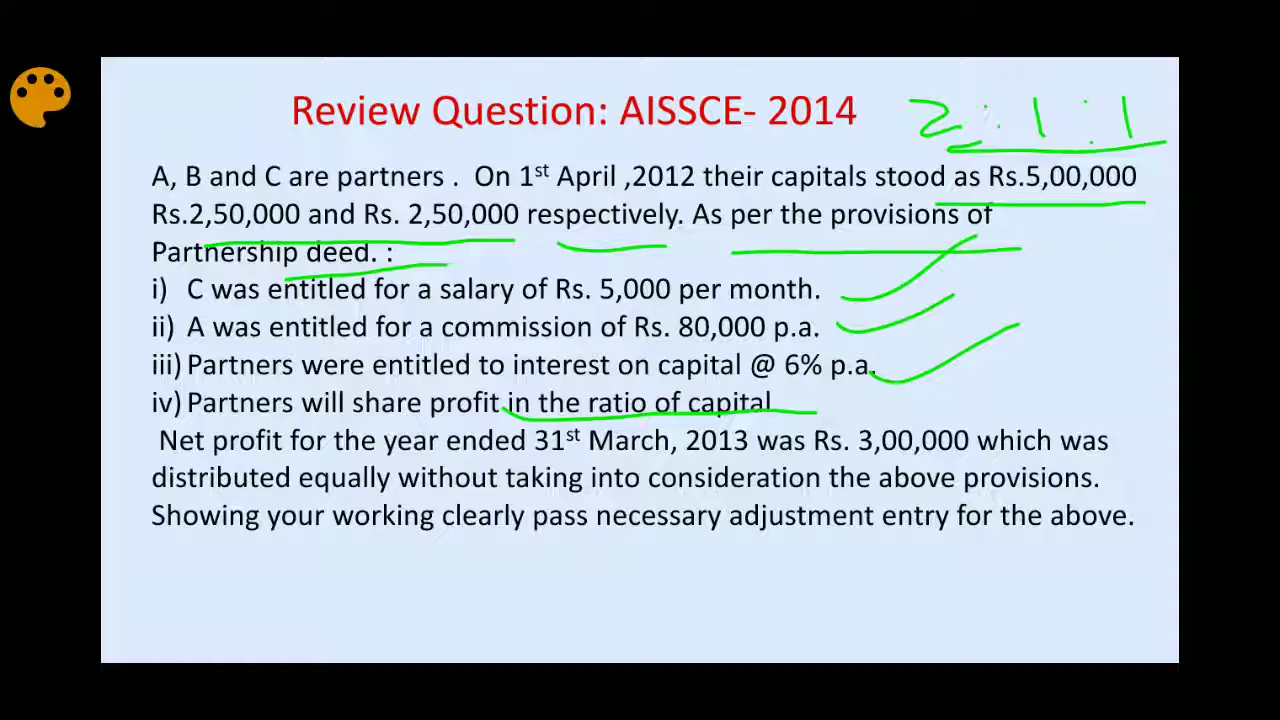 Review Question: AISSCE- 2014
2 : 1 : 1
A, B and C are partners . On 1st April ,2012 their capitals stood as Rs.5,00,000
Rs.2,50,000 and Rs. 2,50,000 respectively. As per the provisions of
Partnership deed. :
i) C was entitled for a salary of Rs. 5,000 per month.
ii) A was entitled for a commission of Rs. 80,000 p.a.
iii) Partners were entitled to interest on capital @ 6% p.a.
iv) Partners will share profit in the ratio of capital
Net profit for the year ended 31st March, 2013 was Rs. 3,00,000 which was
distributed equally without taking into consideration the above provisions.
Showing your working clearly pass necessary adjustment entry for the above.